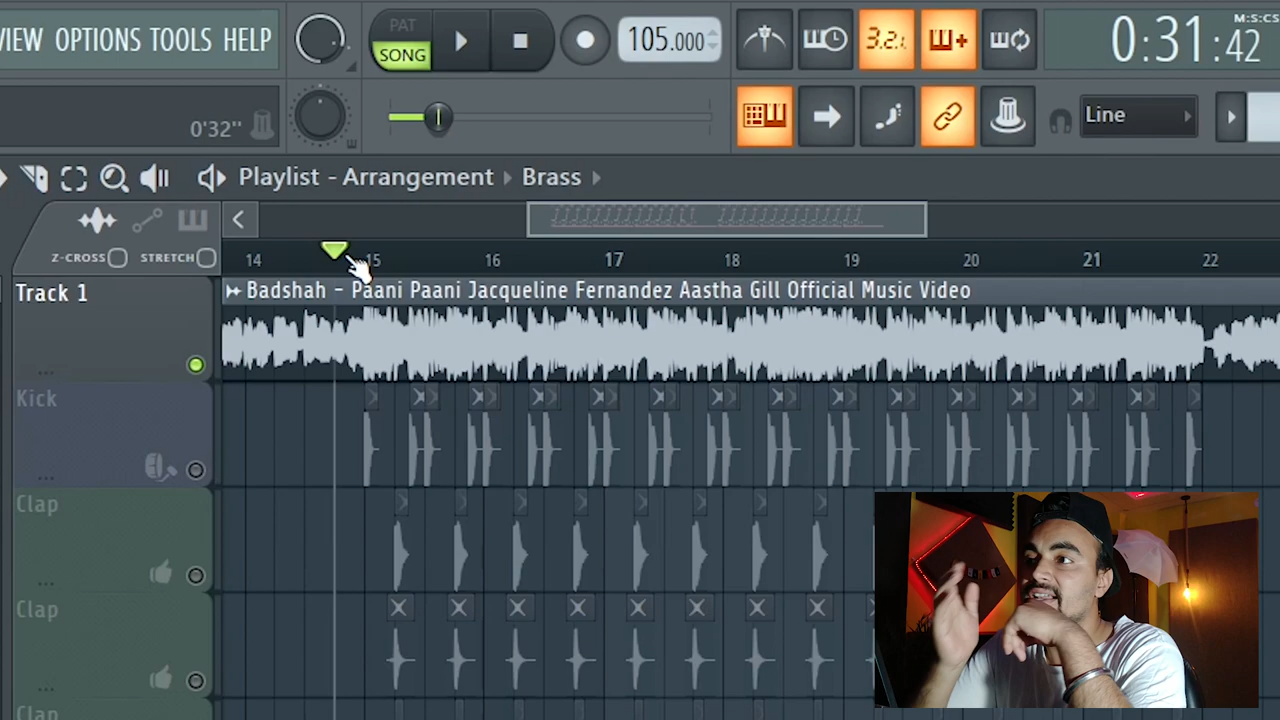 VIEW OPTIONS TOOLS HELP
PAT
SONG
105.000
3.2.
M:S:CS
0:31:42
0'32"
Line
Playlist - Arrangement Brass
Z-CROSS STRETCH
14 15 16 17 18 19 20 21 22
Track 1
Badshah - Paani Paani Jacqueline Fernandez Aastha Gill Official Music Video
Kick
Clap
Clap
Clap